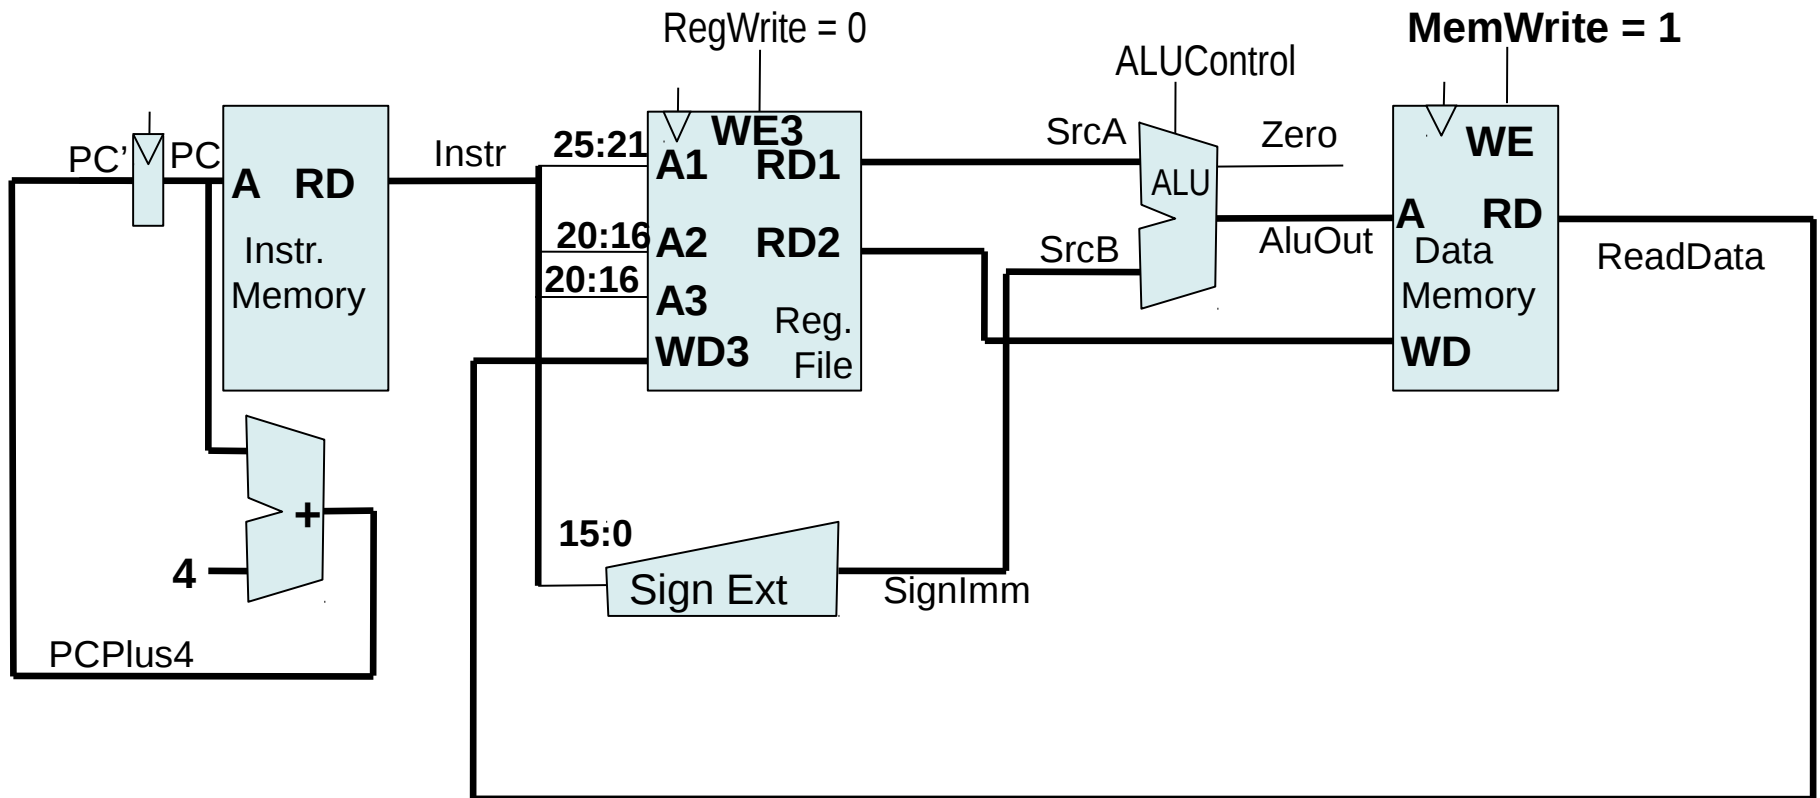 RegWrite = 0
MemWrite = 1
ALUControl
PC’
PC
A RD
Instr.
Memory
Instr
25:21
20:16
20:16
WE3
A1 RD1
A2 RD2
A3
WD3
Reg.
File
SrcA
SrcB
ALU
Zero
AluOut
WE
A RD
Data
Memory
WD
ReadData
+
4
PCPlus4
15:0
Sign Ext
SignImm